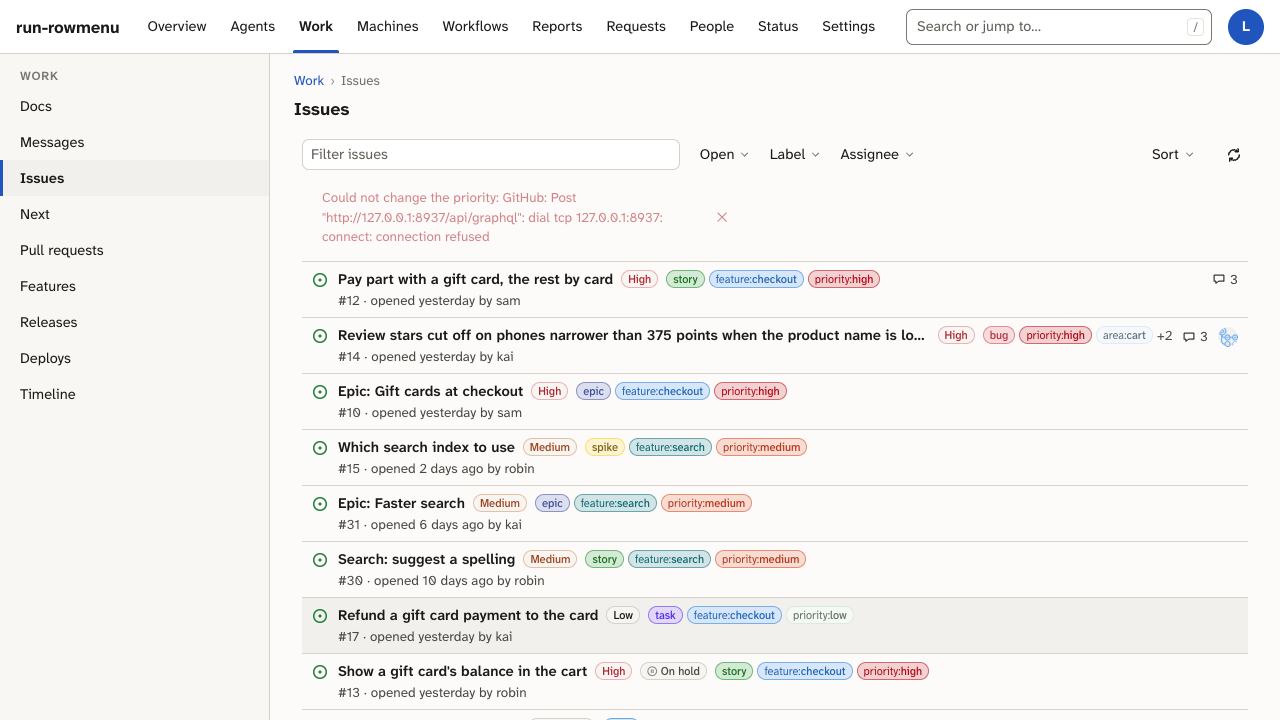 run-rowmenu Overview Agents Work Machines Workflows Reports Requests People Status Settings Search or jump to... / L
WORK
Docs
Messages
Issues
Next
Pull requests
Features
Releases
Deploys
Timeline
Work › Issues
Issues
Filter issues Open Label Assignee Sort
Could not change the priority: GitHub: Post
"http://127.0.0.1:8937/api/graphql": dial tcp 127.0.0.1:8937:
connect: connection refused
Pay part with a gift card, the rest by card High story feature:checkout priority:high 3
#12 · opened yesterday by sam
Review stars cut off on phones narrower than 375 points when the product name is lo... High bug priority:high area:cart +2 3
#14 · opened yesterday by kai
Epic: Gift cards at checkout High epic feature:checkout priority:high
#10 · opened yesterday by sam
Which search index to use Medium spike feature:search priority:medium
#15 · opened 2 days ago by robin
Epic: Faster search Medium epic feature:search priority:medium
#31 · opened 6 days ago by kai
Search: suggest a spelling Medium story feature:search priority:medium
#30 · opened 10 days ago by robin
Refund a gift card payment to the card Low task feature:checkout priority:low
#17 · opened yesterday by kai
Show a gift card's balance in the cart High On hold story feature:checkout priority:high
#13 · opened yesterday by robin